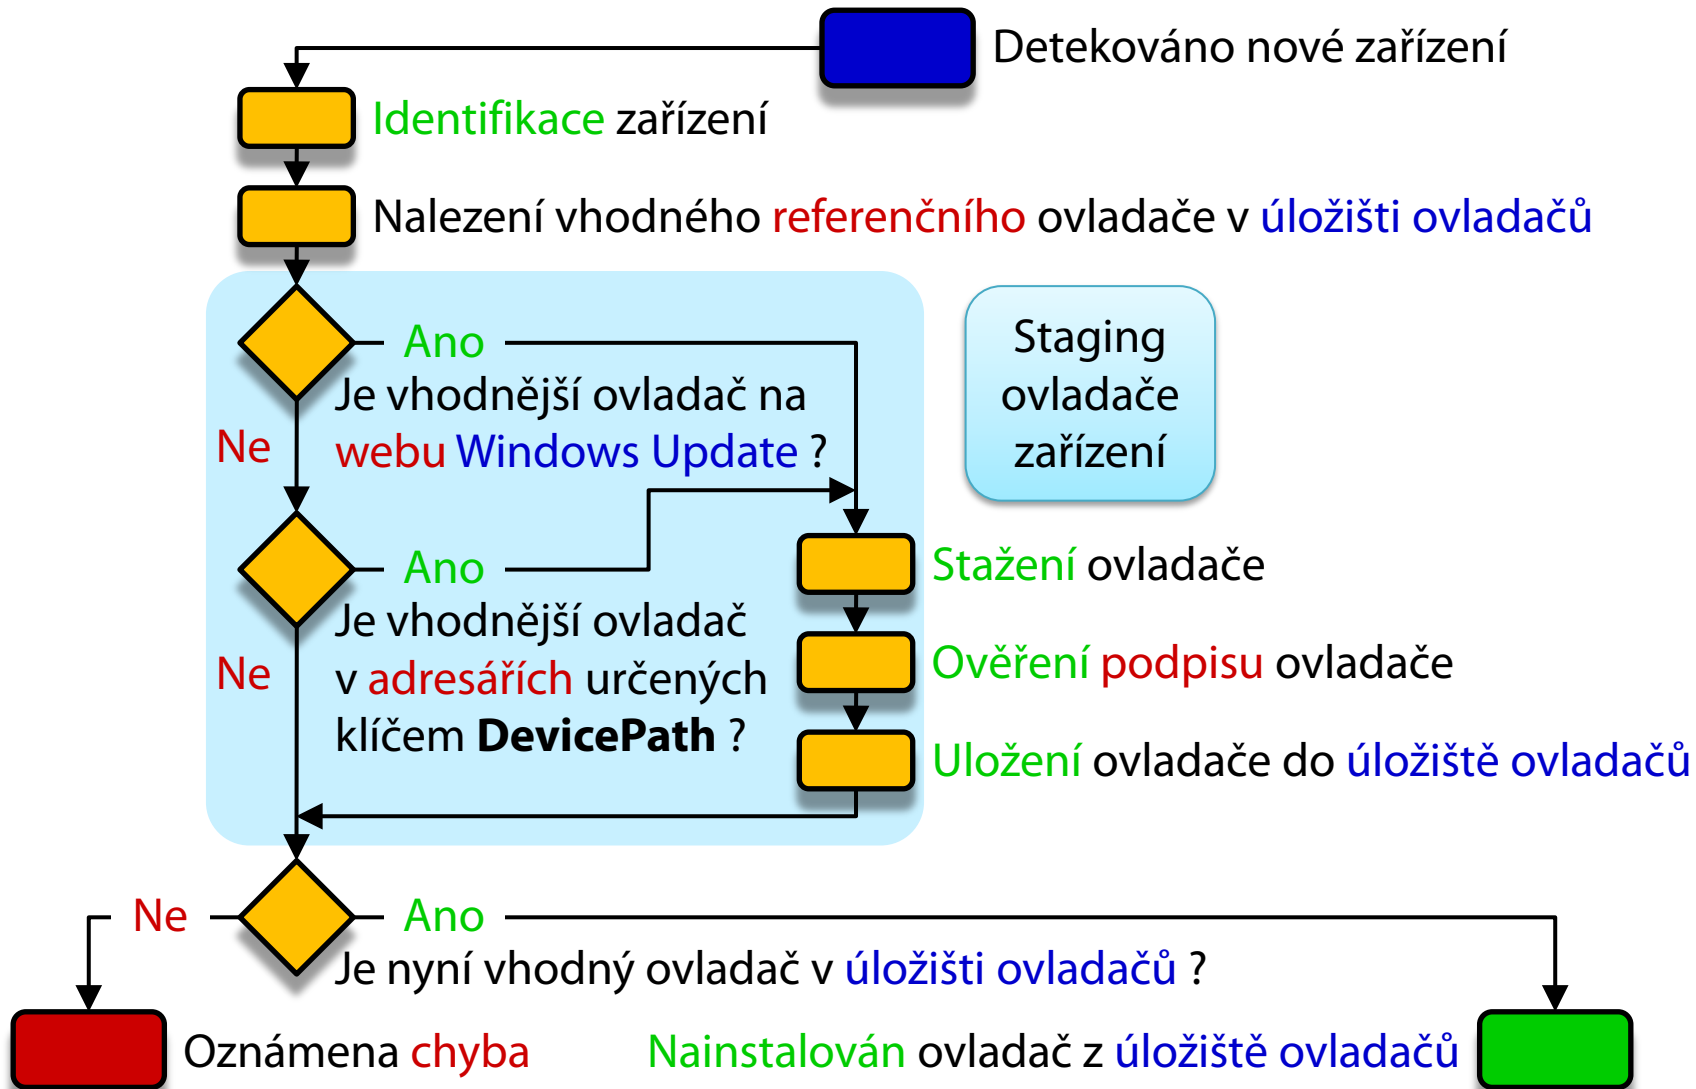 Detekováno nové zařízení
Identifikace zařízení
Nalezení vhodného referenčního ovladače v úložišti ovladačů
Ano
Je vhodnější ovladač na
webu Windows Update ?
Ne
Staging
ovladače
zařízení
Ano
Je vhodnější ovladač
v adresářích určených
klíčem DevicePath ?
Ne
Stažení ovladače
Ověření podpisu ovladače
Uložení ovladače do úložiště ovladačů
Ne
Ano
Je nyní vhodný ovladač v úložišti ovladačů ?
Oznámena chyba
Nainstalován ovladač z úložiště ovladačů